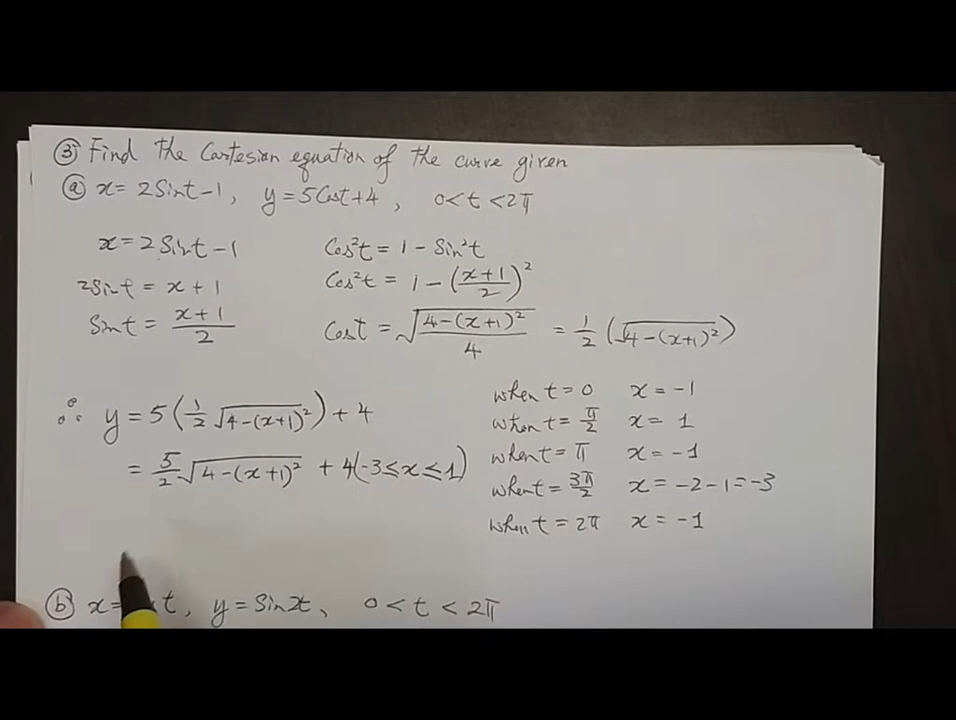 ③ Find the Cartesian equation of the curve given
ⓐ x = 2Sint-1, y = 5Cost+4, 0<t<2π
x = 2Sint-1
2Sint = x+1
Sint = (x+1)/2
Cos²t = 1 - Sin²t
Cos²t = 1 - ((x+1)/2)²
Cost = √((4-(x+1)²)/4) = 1/2 (√(4-(x+1)²))
∴ y = 5(1/2 √(4-(x+1)²)) + 4
= 5/2 √(4-(x+1)²) + 4 (-3≤x≤1)
when t = 0 x = -1
when t = π/2 x = 1
when t = π x = -1
when t = 3π/2 x = -2-1 = -3
when t = 2π x = -1
ⓑ x = t, y = Sin2t, 0<t<2π